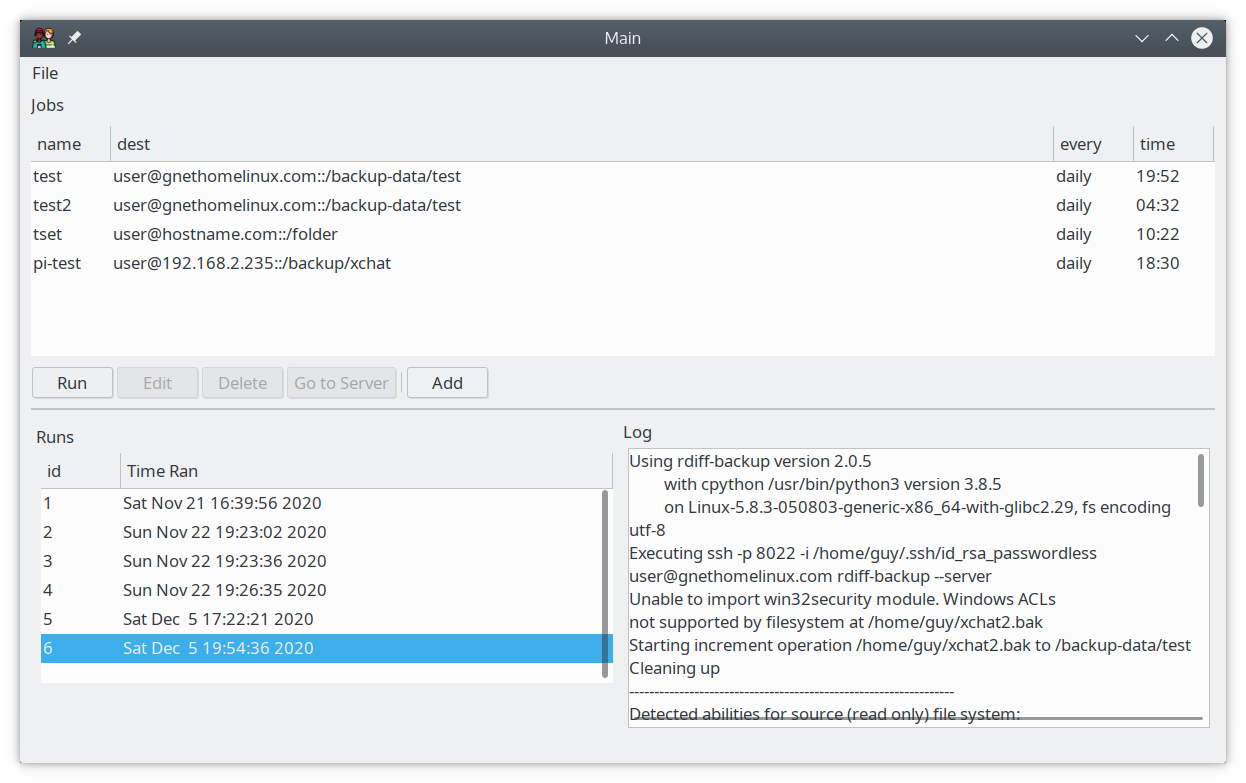 Main
File
Jobs
name dest every time
test user@gnethomelinux.com::/backup-data/test daily 19:52
test2 user@gnethomelinux.com::/backup-data/test daily 04:32
tset user@hostname.com::/folder daily 10:22
pi-test user@192.168.2.235::/backup/xchat daily 18:30
Run Edit Delete Go to Server Add
Runs
id Time Ran
1 Sat Nov 21 16:39:56 2020
2 Sun Nov 22 19:23:02 2020
3 Sun Nov 22 19:23:36 2020
4 Sun Nov 22 19:26:35 2020
5 Sat Dec  5 17:22:21 2020
6 Sat Dec  5 19:54:36 2020
Log
Using rdiff-backup version 2.0.5
with cpython /usr/bin/python3 version 3.8.5
on Linux-5.8.3-050803-generic-x86_64-with-glibc2.29, fs encoding
utf-8
Executing ssh -p 8022 -i /home/guy/.ssh/id_rsa_passwordless
user@gnethomelinux.com rdiff-backup --server
Unable to import win32security module. Windows ACLs
not supported by filesystem at /home/guy/xchat2.bak
Starting increment operation /home/guy/xchat2.bak to /backup-data/test
Cleaning up
-----------------------------------------------------------------
Detected abilities for source (read only) file system: